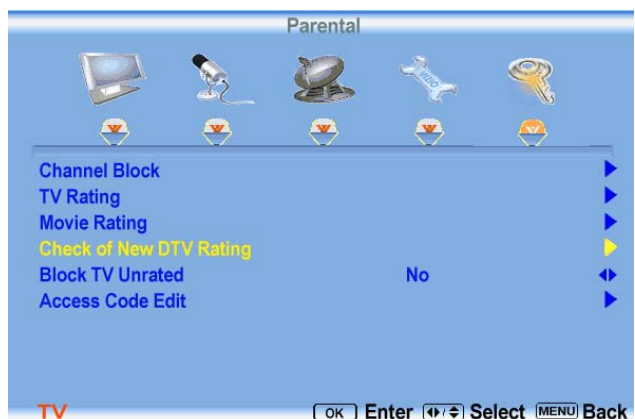 Parental
Channel Block
TV Rating
Movie Rating
Check of New DTV Rating
Block TV Unrated No
Access Code Edit
TV OK Enter Select MENU Back